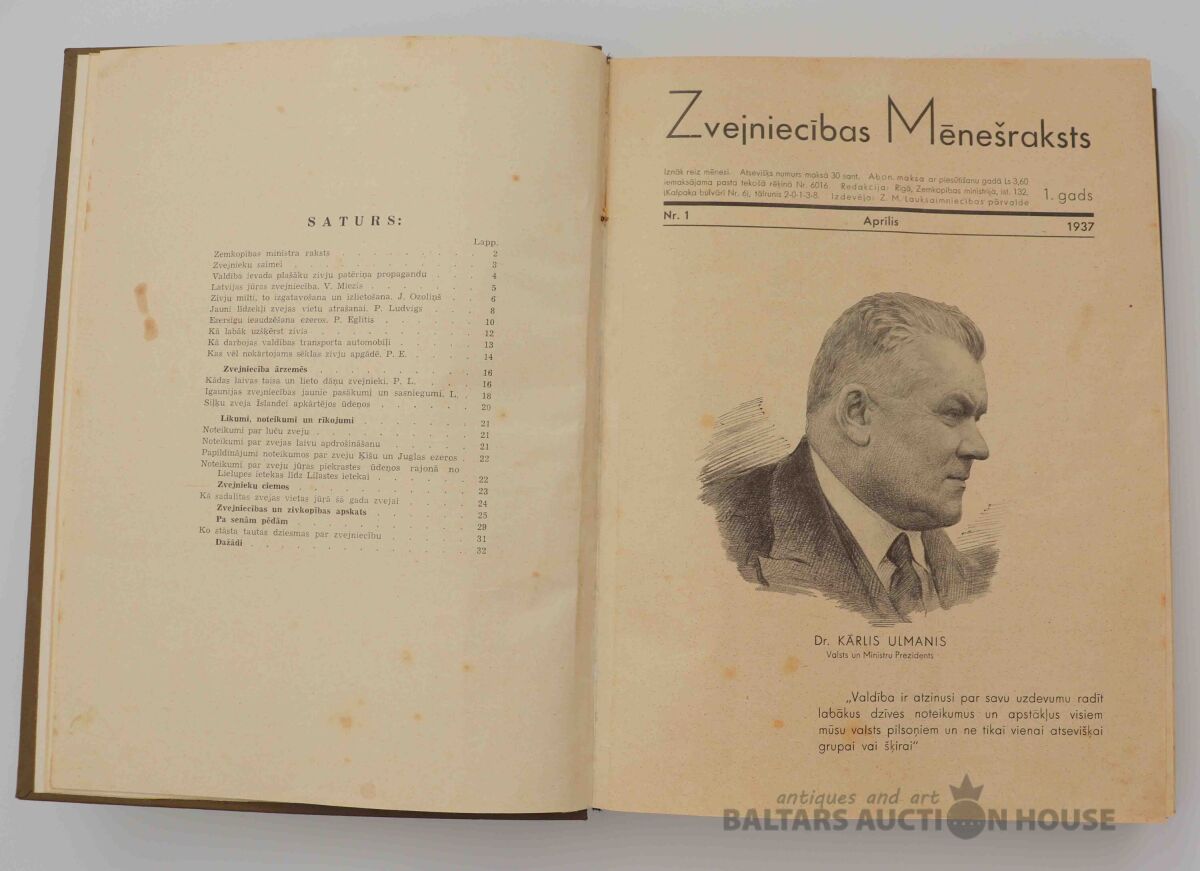 SATURS:
Lapp.
Zemkopības ministra raksts 2
Zvejnieku saimei 3
Valdība ievada plašāku zivju patēriņa propagandu 4
Latvijas jūras zvejniecība. V. Miezis 5
Zivju milti, to izgatavošana un izlietošana. J. Ozoliņš 6
Jauni līdzekļi zvejas vietu atrašanai. P. Ludvigs 8
Ezersīgu ieaudzēšana ezeros. P. Eglītis 10
Kā labāk uzšķērst zivis 12
Kā darbojas valdības transporta automobiļi 13
Kas vēl nokārtojams sēklas zivju apgādē. P. E. 14
Zvejniecība ārzemēs 16
Kādas laivas taisa un lieto dāņu zvejnieki. P. L. 16
Igaunijas zvejniecības jaunie pasākumi un sasniegumi. L. 18
Siļķu zveja Islandei apkārtējos ūdeņos 20
Likumi, noteikumi un rīkojumi 21
Noteikumi par luču zveju 21
Noteikumi par zvejas laivu apdrošināšanu 21
Papildinājumi noteikumos par zveju Ķīšu un Juglas ezeros 22
Noteikumi par zveju jūras piekrastes ūdeņos rajonā no
Lielupes ietekas līdz Lilastes ietekai 22
Zvejnieku ciemos 23
Kā sadalītas zvejas vietas jūrā šā gada zvejai 24
Zvejniecības un zivkopības apskats 25
Pa senām pēdām 29
Ko stāsta tautas dziesmas par zvejniecību 31
Dažādi 32
Zvejniecības Mēnešraksts
Iznāk reiz mēnesī. Atsevišķs numurs maksā 30 sant. Abon. maksa ar piesūtīšanu gadā Ls 3,60
iemaksājama pasta tekošā rēķinā Nr. 6016. Redakcija: Rīgā, Zemkopības ministrijā, ist. 132.
(Kalpaka bulvārī Nr. 6), tālrunis 2-0-1-3-8. Izdevējs: Z. M. Lauksaimniecības pārvalde
1. gads
Nr. 1 Aprīlis 1937
Dr. KĀRLIS ULMANIS
Valsts un Ministru Prezidents
„Valdība ir atzinusi par savu uzdevumu radīt
labākus dzīves noteikumus un apstākļus visiem
mūsu valsts pilsoņiem un ne tikai vienai atsevišķai
grupai vai šķirai“
antiques and art
BALTARS AUCTION HOUSE